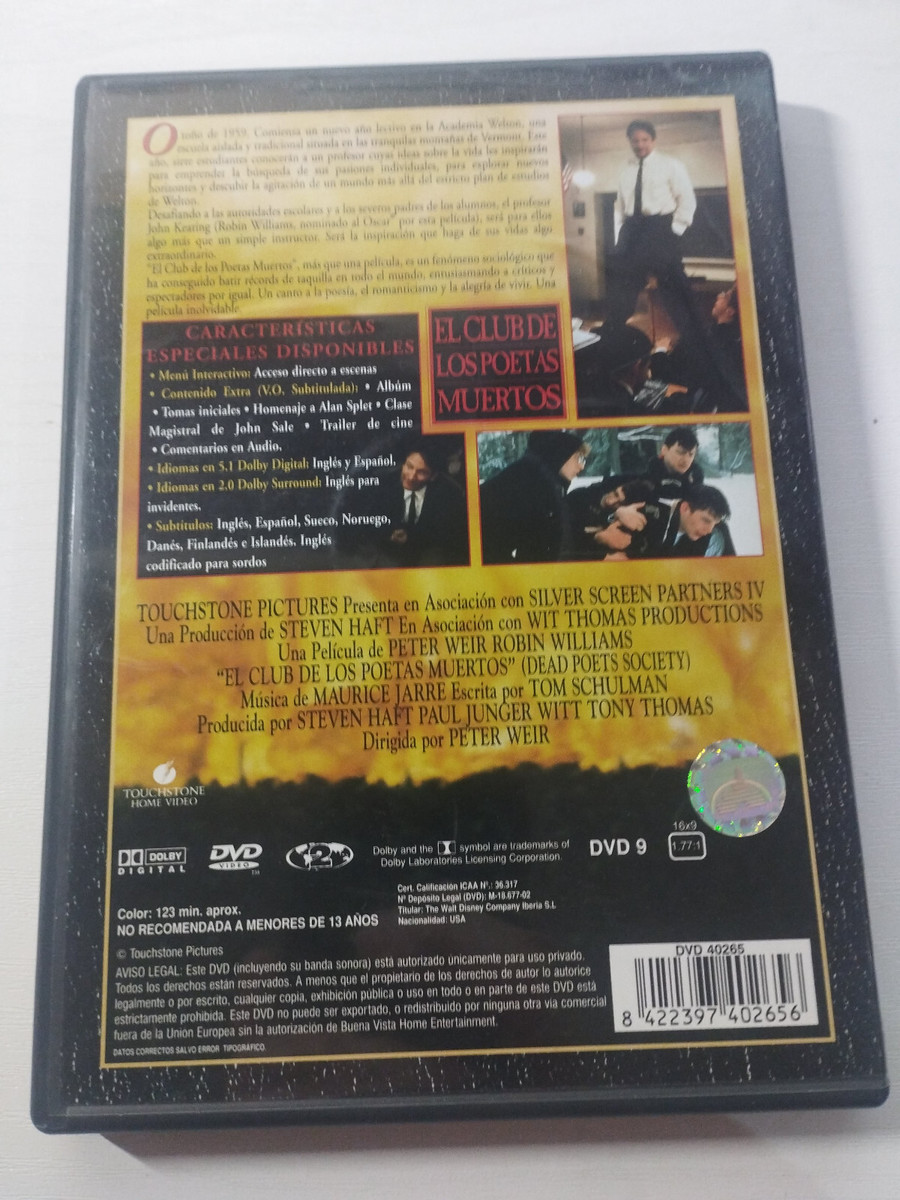 Otoño de 1959. Comienza un nuevo año lectivo en la Academia Welton, una
escuela aislada y tradicional situada en las tranquilas montañas de Vermont. Este
año, siete estudiantes conocerán a un profesor cuyas ideas sobre la vida les inspirarán
para emprender la búsqueda de sus pasiones individuales, para explorar nuevos
horizontes y descubrir la agitación de un mundo más allá del estricto plan de estudios
de Welton.
Desafiando a las autoridades escolares y a los severos padres de los alumnos, el profesor
John Keating (Robin Williams, nominado al Oscar® por esta película), será para ellos
algo más que un simple instructor. Será la inspiración que haga de sus vidas algo
extraordinario.
"El Club de los Poetas Muertos", más que una película, es un fenómeno sociológico que
ha conseguido batir récords de taquilla en todo el mundo, entusiasmando a críticos y
espectadores por igual. Un canto a la poesía, el romanticismo y la alegría de vivir. Una
película inolvidable.
CARACTERÍSTICAS
ESPECIALES DISPONIBLES
• Menú Interactivo: Acceso directo a escenas
• Contenido Extra (V.O. Subtitulada): • Albúm
• Tomas iniciales • Homenaje a Alan Splet • Clase
Magistral de John Sale • Trailer de cine
• Comentarios en Audio.
• Idiomas en 5.1 Dolby Digital: Inglés y Español.
• Idiomas en 2.0 Dolby Surround: Inglés para
invidentes.
• Subtítulos: Inglés, Español, Sueco, Noruego,
Danés, Finlandés e Islandés. Inglés
codificado para sordos
EL CLUB DE
LOS POETAS
MUERTOS
TOUCHSTONE PICTURES Presenta en Asociación con SILVER SCREEN PARTNERS IV
Una Producción de STEVEN HAFT En Asociación con WIT THOMAS PRODUCTIONS
Una Película de PETER WEIR ROBIN WILLIAMS
"EL CLUB DE LOS POETAS MUERTOS" (DEAD POETS SOCIETY)
Música de MAURICE JARRE Escrita por TOM SCHULMAN
Producida por STEVEN HAFT PAUL JUNGER WITT TONY THOMAS
Dirigida por PETER WEIR
TOUCHSTONE
HOME VIDEO
DOLBY
DIGITAL
DVD
VIDEO
TM
2
Dolby and the symbol are trademarks of
Dolby Laboratories Licensing Corporation.
DVD 9
16x9
1.77:1
Color: 123 min. aprox.
NO RECOMENDADA A MENORES DE 13 AÑOS
Cert. Calificación ICAA Nº.: 36.317
Nº Depósito Legal (DVD): M-18.677-02
Titular: The Walt Disney Company Iberia S.L
Nacionalidad: USA
© Touchstone Pictures
AVISO LEGAL: Este DVD (incluyendo su banda sonora) está autorizado únicamente para uso privado.
Todos los derechos están reservados. A menos que el propietario de los derechos de autor lo autorice
legalmente o por escrito, cualquier copia, exhibición pública o uso en todo o en parte de este DVD está
estrictamente prohibida. Este DVD no puede ser exportado, o redistribuido por ninguna otra via comercial
fuera de la Unión Europea sin la autorización de Buena Vista Home Entertainment.
DATOS CORRECTOS SALVO ERROR TIPOGRÁFICO.
DVD 40265
8 422397 402656